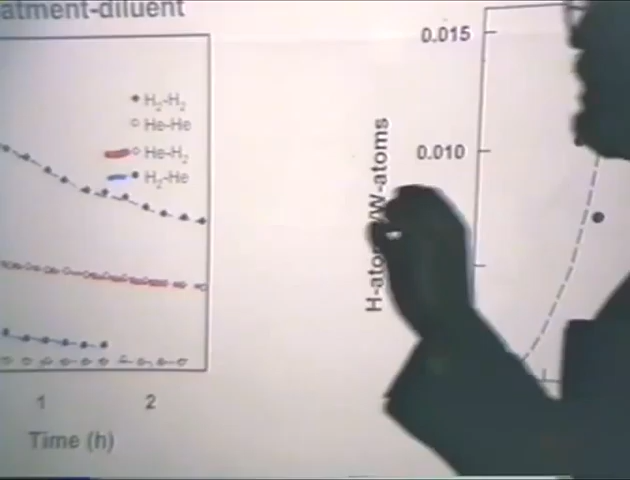 atment-diluent
H₂-H₂
He-He
He-H₂
H₂-He
1
2
Time (h)
0.015
0.010
H-ato /W-atoms